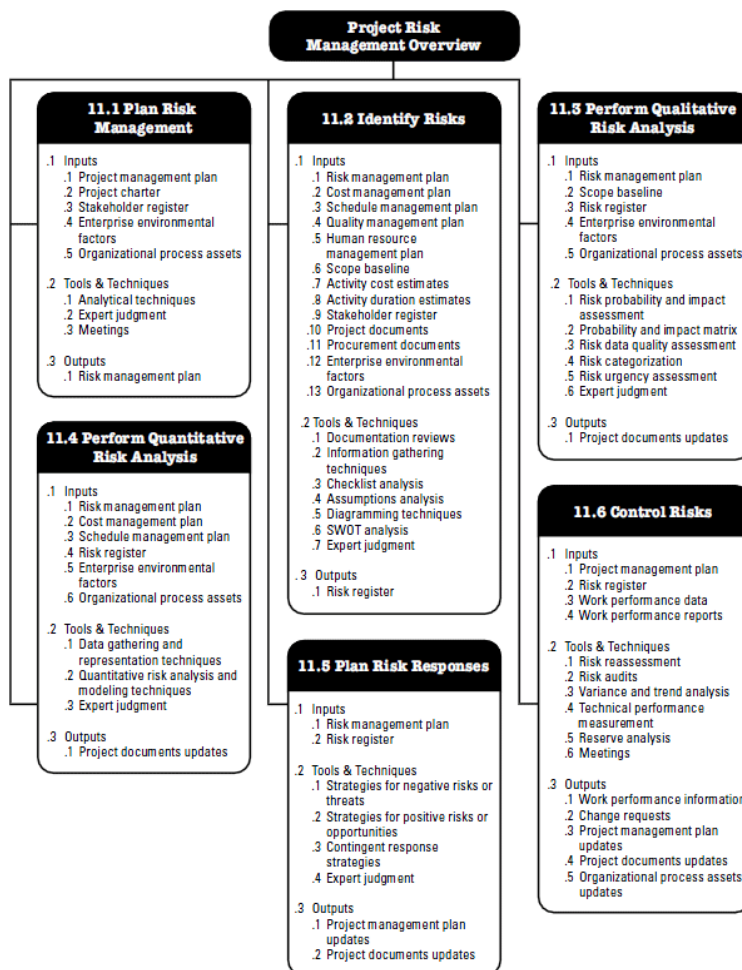 Project Risk
Management Overview
11.1 Plan Risk
Management
.1 Inputs
.1 Project management plan
.2 Project charter
.3 Stakeholder register
.4 Enterprise environmental
factors
.5 Organizational process assets
.2 Tools & Techniques
.1 Analytical techniques
.2 Expert judgment
.3 Meetings
.3 Outputs
.1 Risk management plan
11.2 Identify Risks
.1 Inputs
.1 Risk management plan
.2 Cost management plan
.3 Schedule management plan
.4 Quality management plan
.5 Human resource
management plan
.6 Scope baseline
.7 Activity cost estimates
.8 Activity duration estimates
.9 Stakeholder register
.10 Project documents
.11 Procurement documents
.12 Enterprise environmental
factors
.13 Organizational process assets
.2 Tools & Techniques
.1 Documentation reviews
.2 Information gathering
techniques
.3 Checklist analysis
.4 Assumptions analysis
.5 Diagramming techniques
.6 SWOT analysis
.7 Expert judgment
.3 Outputs
.1 Risk register
11.3 Perform Qualitative
Risk Analysis
.1 Inputs
.1 Risk management plan
.2 Scope baseline
.3 Risk register
.4 Enterprise environmental
factors
.5 Organizational process assets
.2 Tools & Techniques
.1 Risk probability and impact
assessment
.2 Probability and impact matrix
.3 Risk data quality assessment
.4 Risk categorization
.5 Risk urgency assessment
.6 Expert judgment
.3 Outputs
.1 Project documents updates
11.4 Perform Quantitative
Risk Analysis
.1 Inputs
.1 Risk management plan
.2 Cost management plan
.3 Schedule management plan
.4 Risk register
.5 Enterprise environmental
factors
.6 Organizational process assets
.2 Tools & Techniques
.1 Data gathering and
representation techniques
.2 Quantitative risk analysis and
modeling techniques
.3 Expert judgment
.3 Outputs
.1 Project documents updates
11.5 Plan Risk Responses
.1 Inputs
.1 Risk management plan
.2 Risk register
.2 Tools & Techniques
.1 Strategies for negative risks or
threats
.2 Strategies for positive risks or
opportunities
.3 Contingent response
strategies
.4 Expert judgment
.3 Outputs
.1 Project management plan
updates
.2 Project documents updates
11.6 Control Risks
.1 Inputs
.1 Project management plan
.2 Risk register
.3 Work performance data
.4 Work performance reports
.2 Tools & Techniques
.1 Risk reassessment
.2 Risk audits
.3 Variance and trend analysis
.4 Technical performance
measurement
.5 Reserve analysis
.6 Meetings
.3 Outputs
.1 Work performance information
.2 Change requests
.3 Project management plan
updates
.4 Project documents updates
.5 Organizational process assets
updates